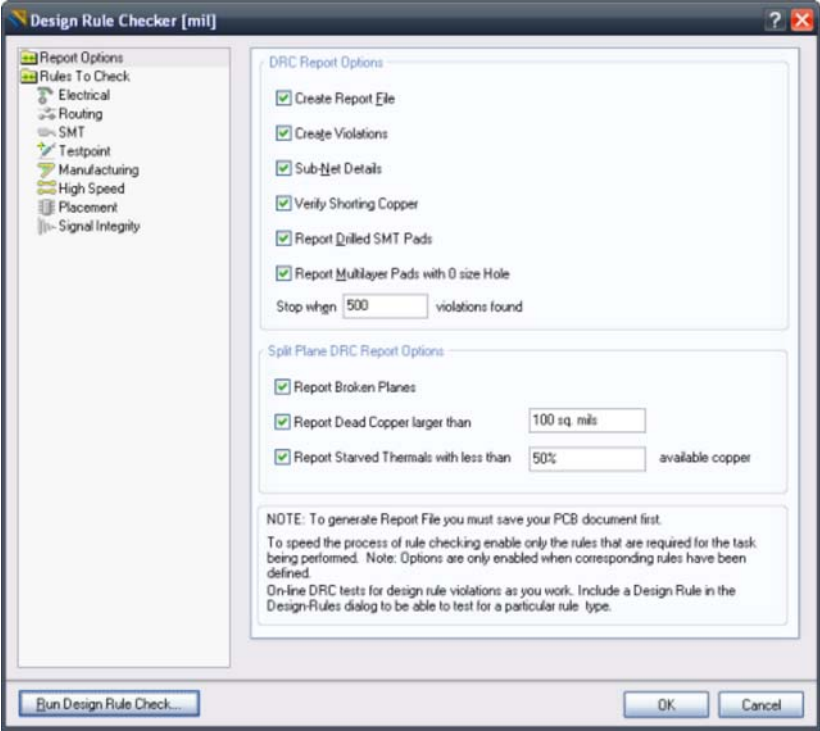 Design Rule Checker [mil]
Report Options
Rules To Check
Electrical
Routing
SMT
Testpoint
Manufacturing
High Speed
Placement
Signal Integrity
DRC Report Options
Create Report File
Create Violations
Sub-Net Details
Verify Shorting Copper
Report Drilled SMT Pads
Report Multilayer Pads with 0 size Hole
Stop when 500 violations found
Split Plane DRC Report Options
Report Broken Planes
Report Dead Copper larger than 100 sq. mils
Report Starved Thermals with less than 50% available copper
NOTE: To generate Report File you must save your PCB document first.
To speed the process of rule checking enable only the rules that are required for the task
being performed. Note: Options are only enabled when corresponding rules have been
defined.
On-line DRC tests for design rule violations as you work. Include a Design Rule in the
Design-Rules dialog to be able to test for a particular rule type.
Run Design Rule Check...
OK
Cancel